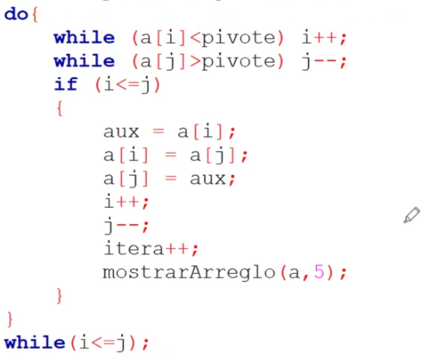 do{
    while (a[i]<pivote) i++;
    while (a[j]>pivote) j--;
    if (i<=j)
    {
        aux = a[i];
        a[i] = a[j];
        a[j] = aux;
        i++;
        j--;
        itera++;
        mostrarArreglo(a,5);
    }
}
while(i<=j);